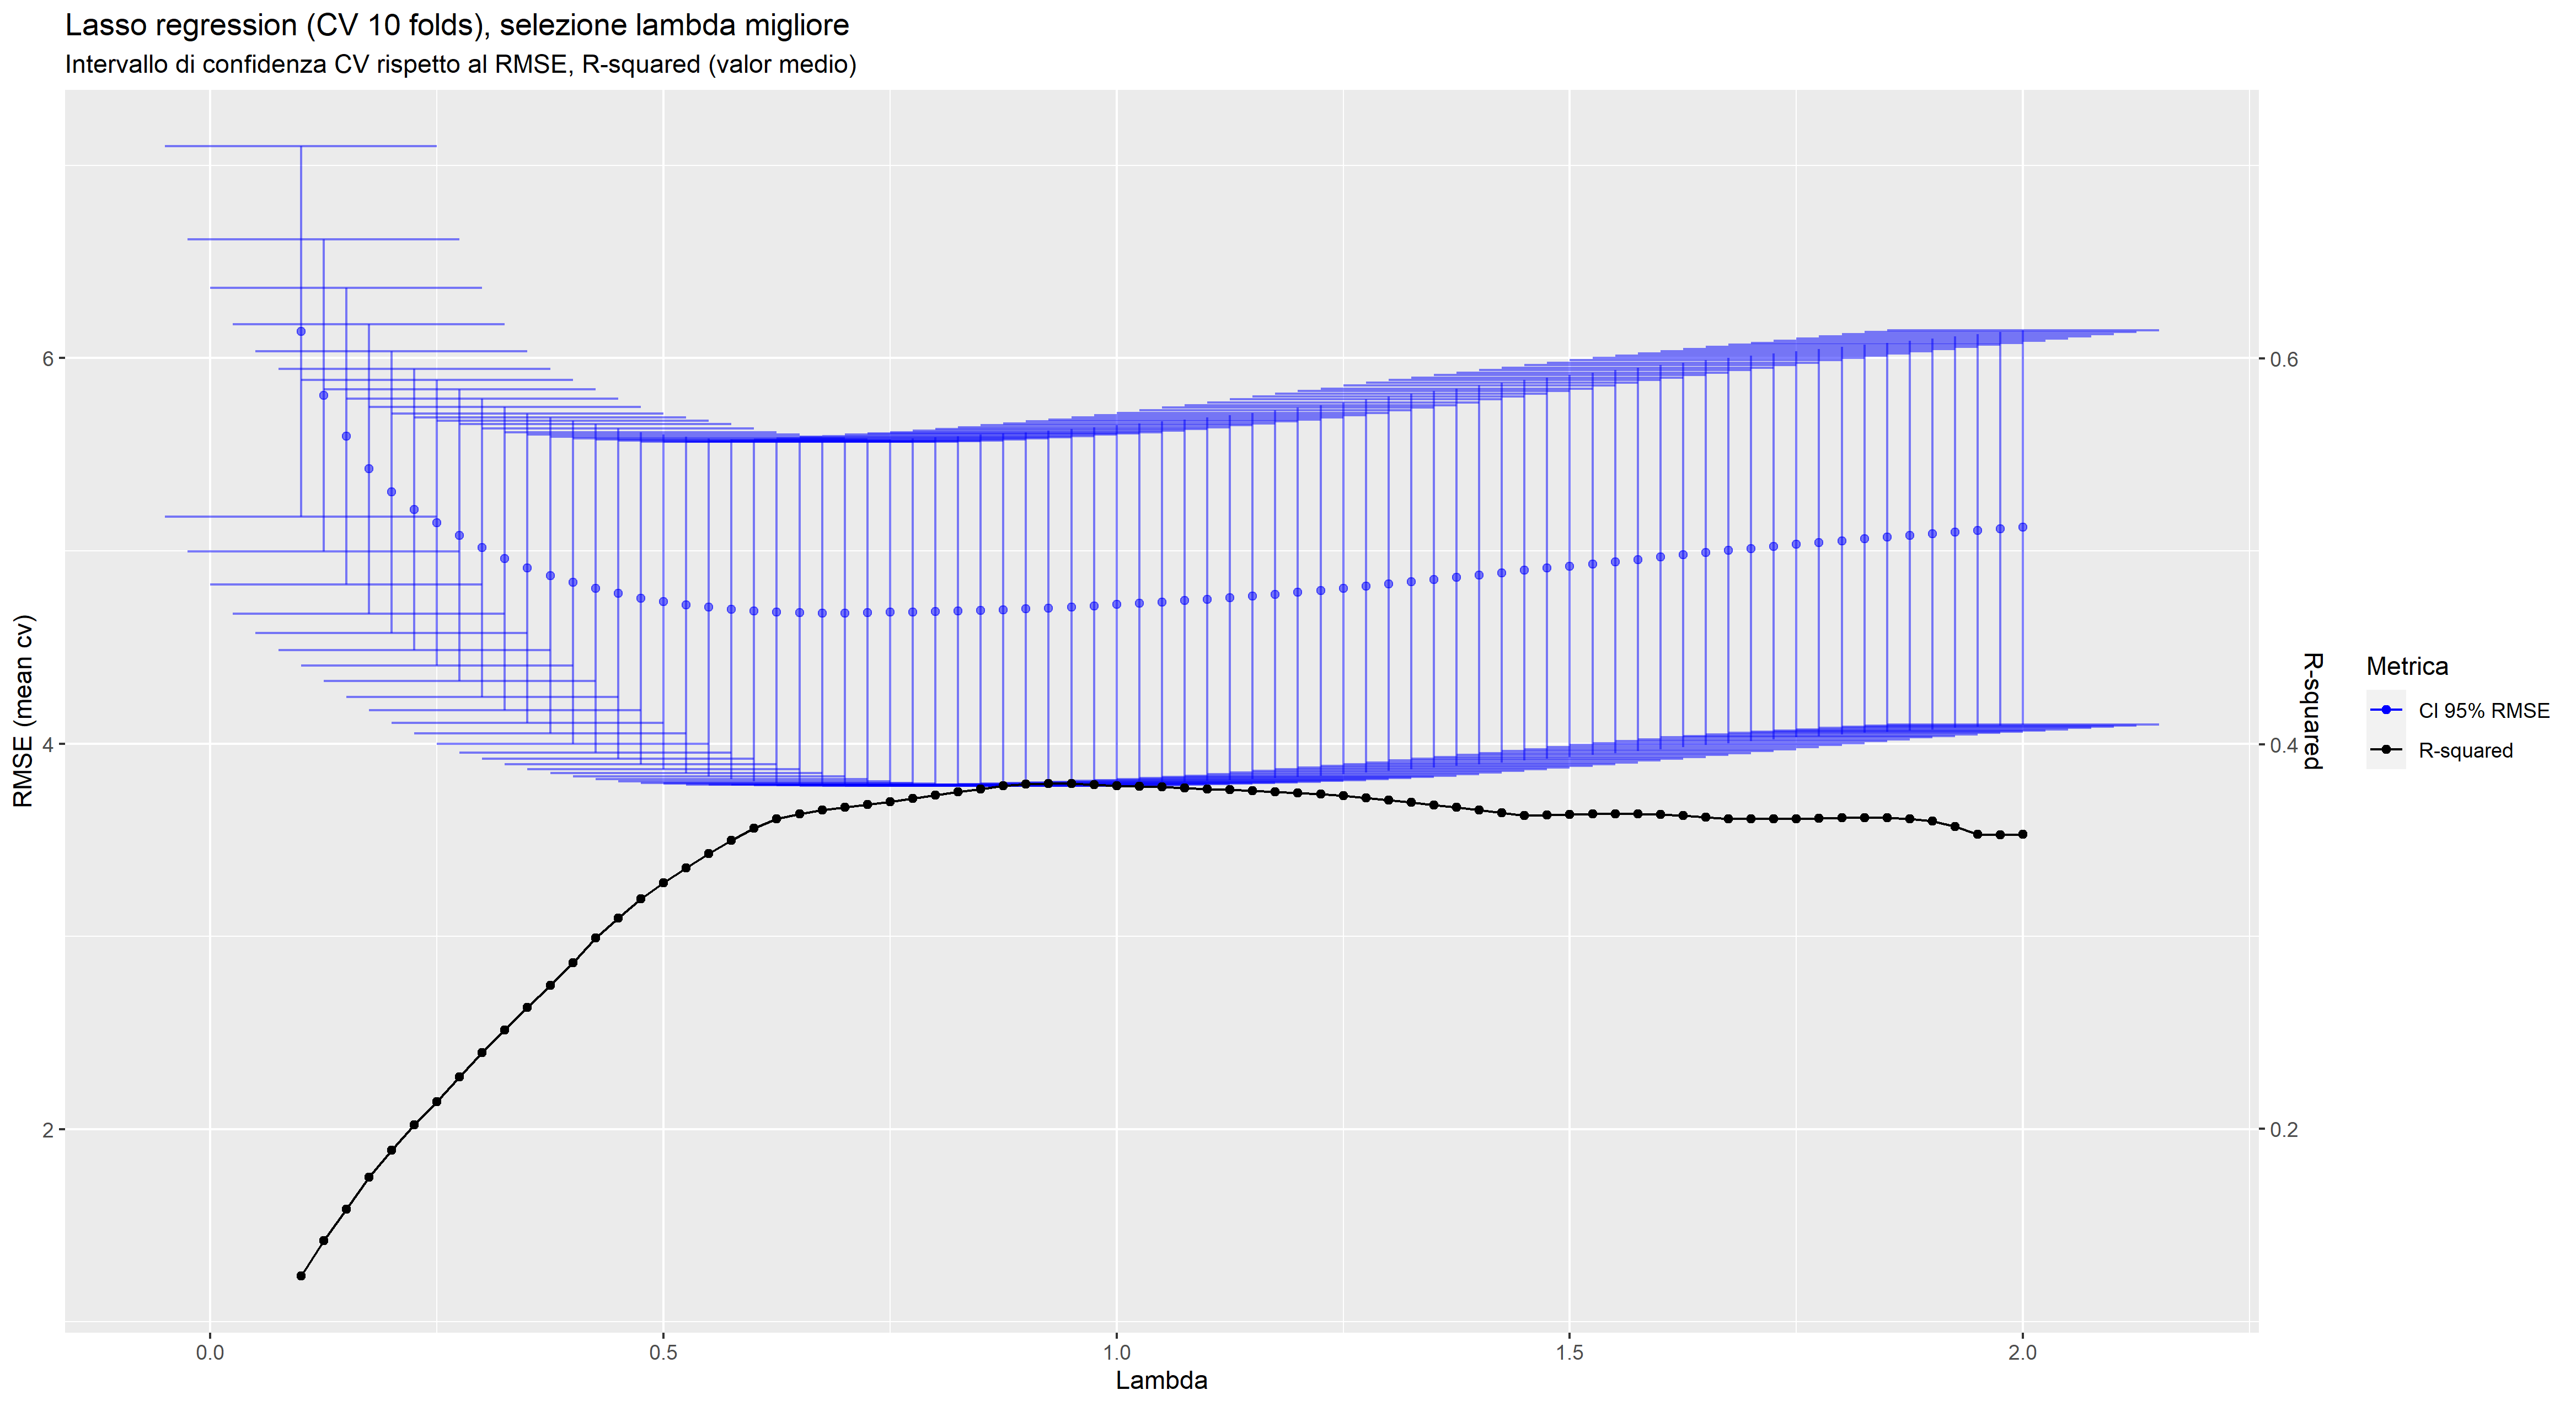 Lasso regression (CV 10 folds), selezione lambda migliore
Intervallo di confidenza CV rispetto al RMSE, R-squared (valor medio)
RMSE (mean cv)
6
4
2
0.6
0.4
0.2
R-squared
Metrica
CI 95% RMSE
R-squared
0.0
0.5
1.0
1.5
2.0
Lambda